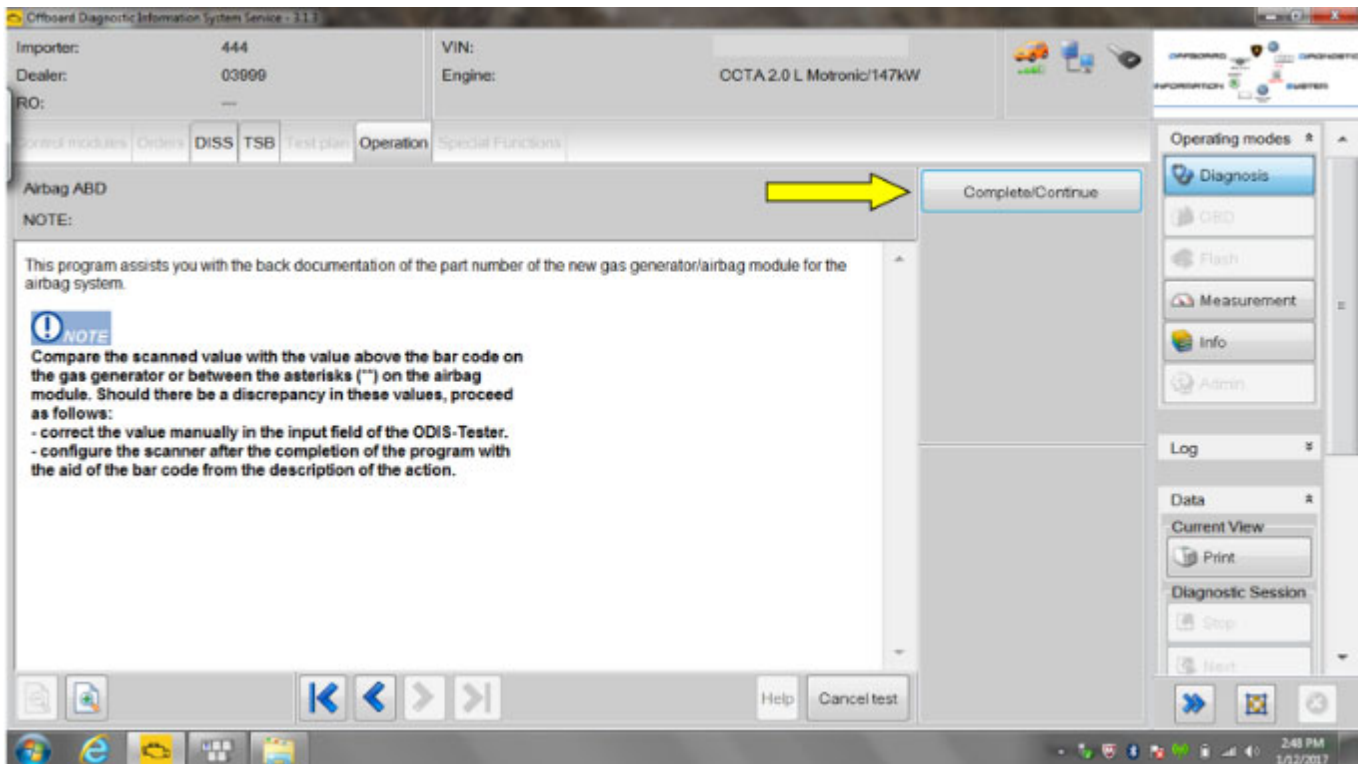 Offboard Diagnostic Information System Service - 3.1.3
Importer: 444 VIN:
Dealer: 03999 Engine: CCTA 2.0 L Motronic/147kW
RO: ---
OFFBOARD DIAGNOSTIC
INFORMATION SYSTEM
Control modules Orders DISS TSB Test plan Operation Special Functions
Airbag ABD
NOTE:
Complete/Continue
This program assists you with the back documentation of the part number of the new gas generator/airbag module for the
airbag system.
NOTE
Compare the scanned value with the value above the bar code on
the gas generator or between the asterisks (**) on the airbag
module. Should there be a discrepancy in these values, proceed
as follows:
- correct the value manually in the input field of the ODIS-Tester.
- configure the scanner after the completion of the program with
the aid of the bar code from the description of the action.
Help Cancel test
Operating modes
Diagnosis
OBD
Flash
Measurement
Info
Admin
Log
Data
Current View
Print
Diagnostic Session
Stop
Next
2:48 PM
1/12/2017